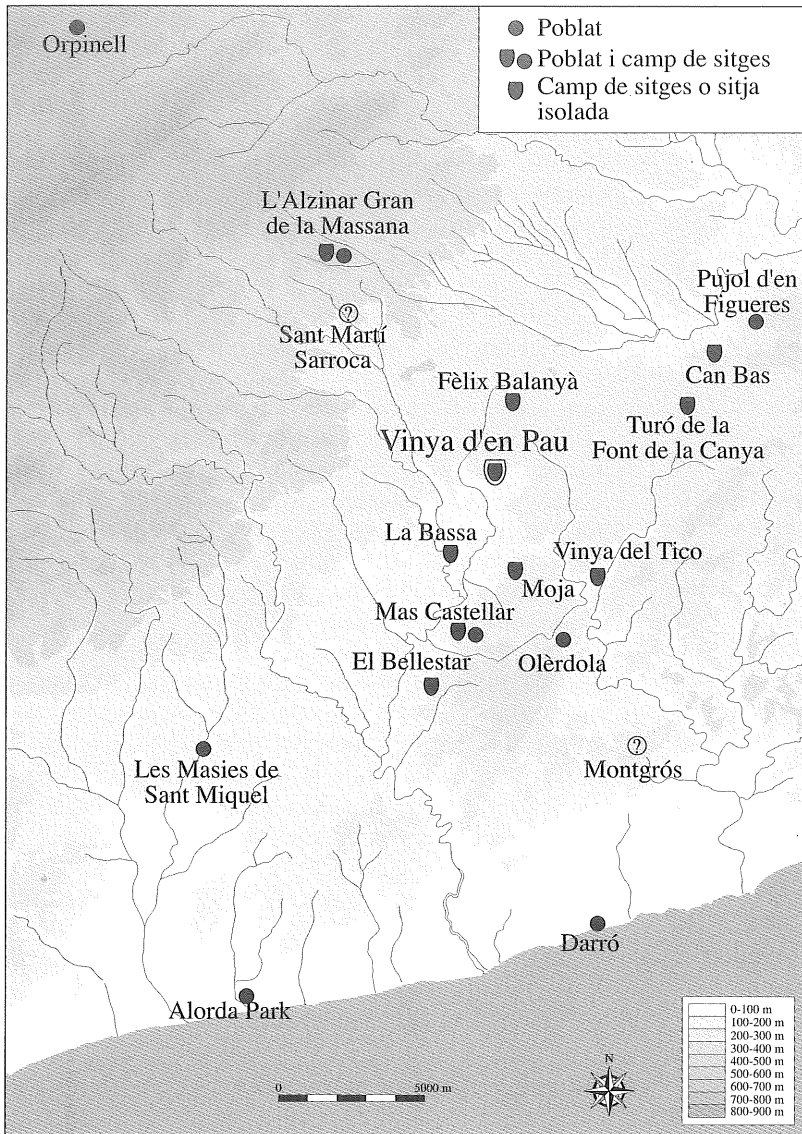 Orpinell
Poblat
Poblat i camp de sitges
Camp de sitges o sitja
isolada
L'Alzinar Gran
de la Massana
Pujol d'en
Figueres
?
Sant Martí
Sarroca
Can Bas
Fèlix Balanyà
Turó de la
Font de la Canya
Vinya d'en Pau
La Bassa
Vinya del Tico
Moja
Mas Castellar
Olèrdola
El Bellestar
?
Les Masies de
Sant Miquel
Montgrós
Darró
Alorda Park
0-100 m
100-200 m
200-300 m
300-400 m
400-500 m
500-600 m
600-700 m
700-800 m
800-900 m
N
0 5000 m